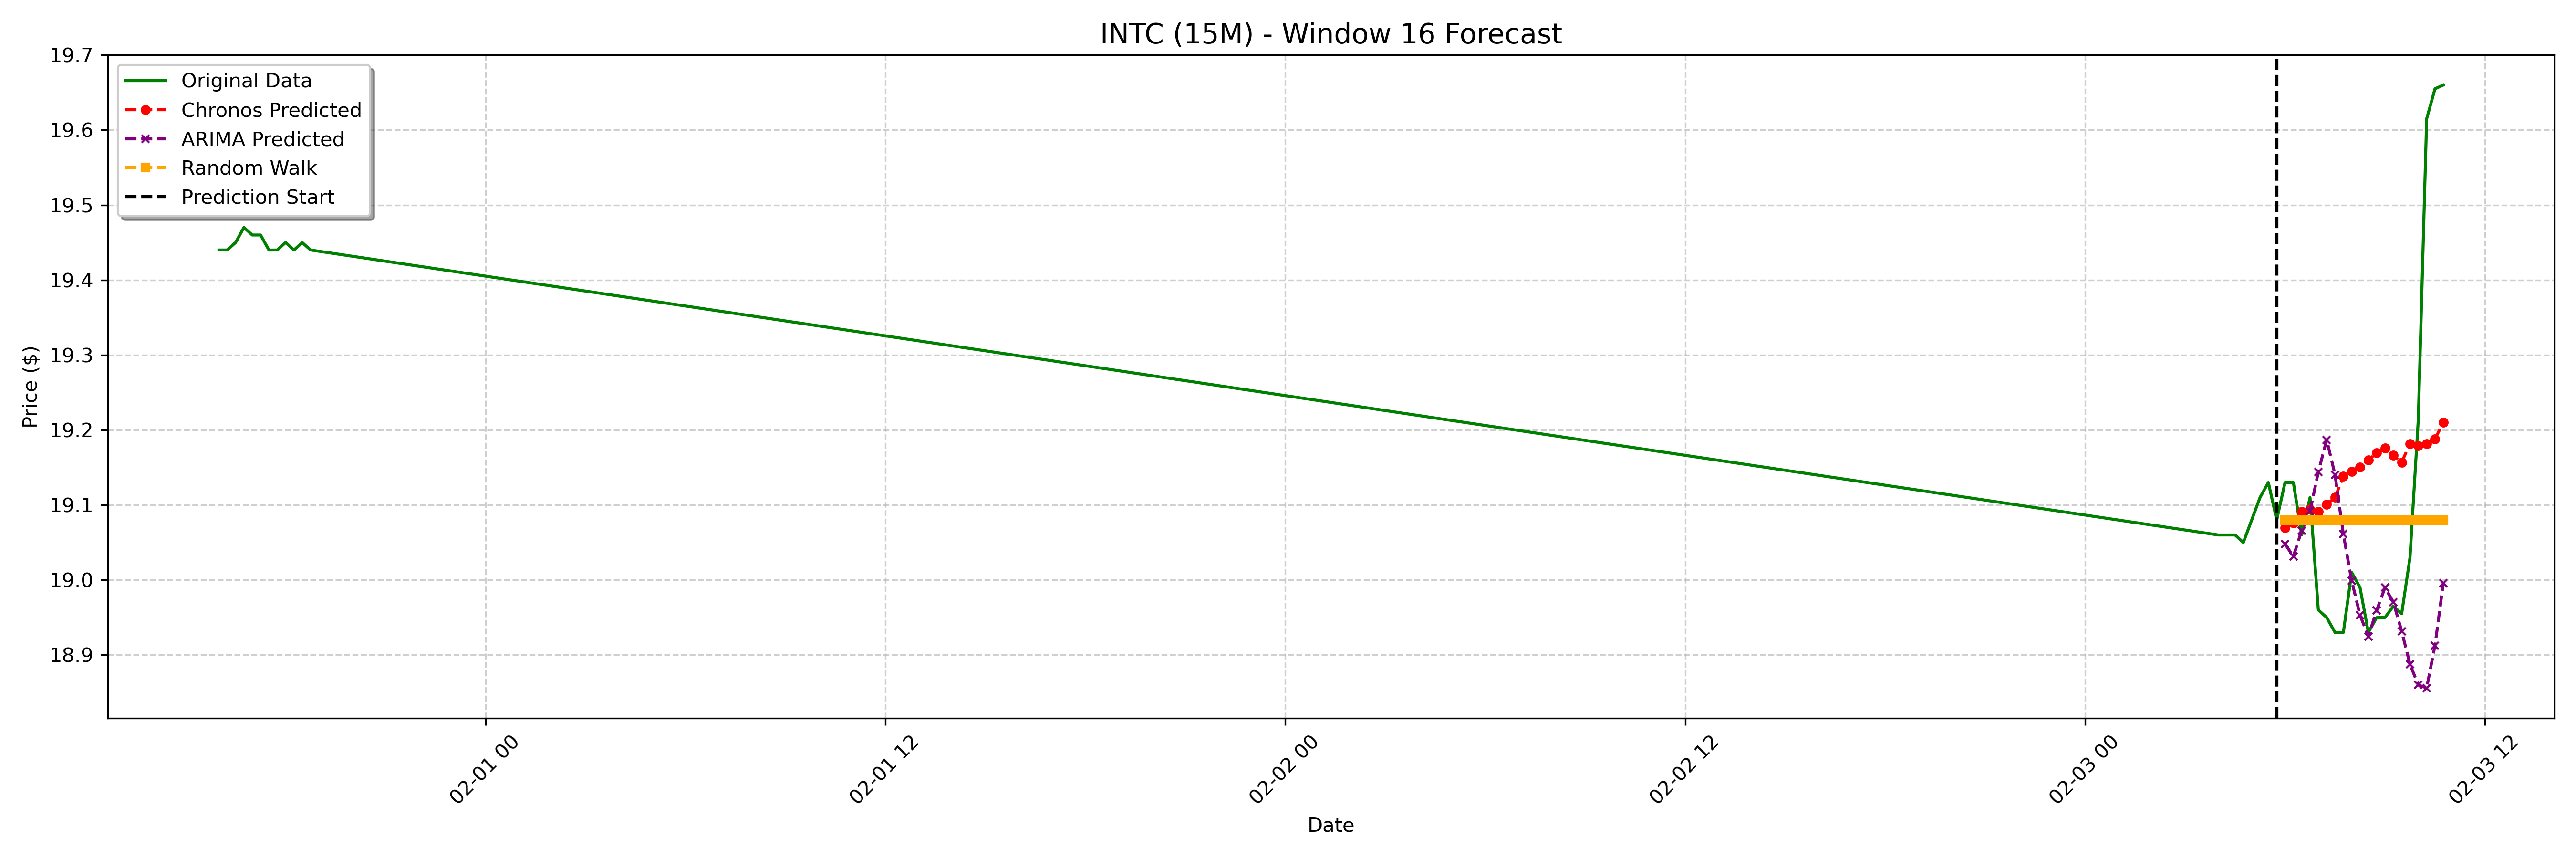 INTC (15M) - Window 16 Forecast
Original Data
Chronos Predicted
ARIMA Predicted
Random Walk
Prediction Start
Price ($)
19.7
19.6
19.5
19.4
19.3
19.2
19.1
19.0
18.9
02-01 00
02-01 12
02-02 00
02-02 12
02-03 00
02-03 12
Date